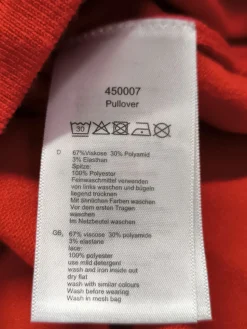 450007
Pullover
30
D 67%Viskose 30% Polyamid
3% Elasthan
Spitze:
100% Polyester
Feinwaschmittel verwenden
von links waschen und bügeln
liegend trocknen
Mit ähnlichen Farben waschen
Vor dem ersten Tragen
waschen
Im Netzbeutel waschen
GB, 67% viscose 30% polyamide
3% elastane
lace:
100% polyester
use mild detergent
wash and iron inside out
dry flat
wash with similar colours
Wash before wearing
Wash in mesh bag